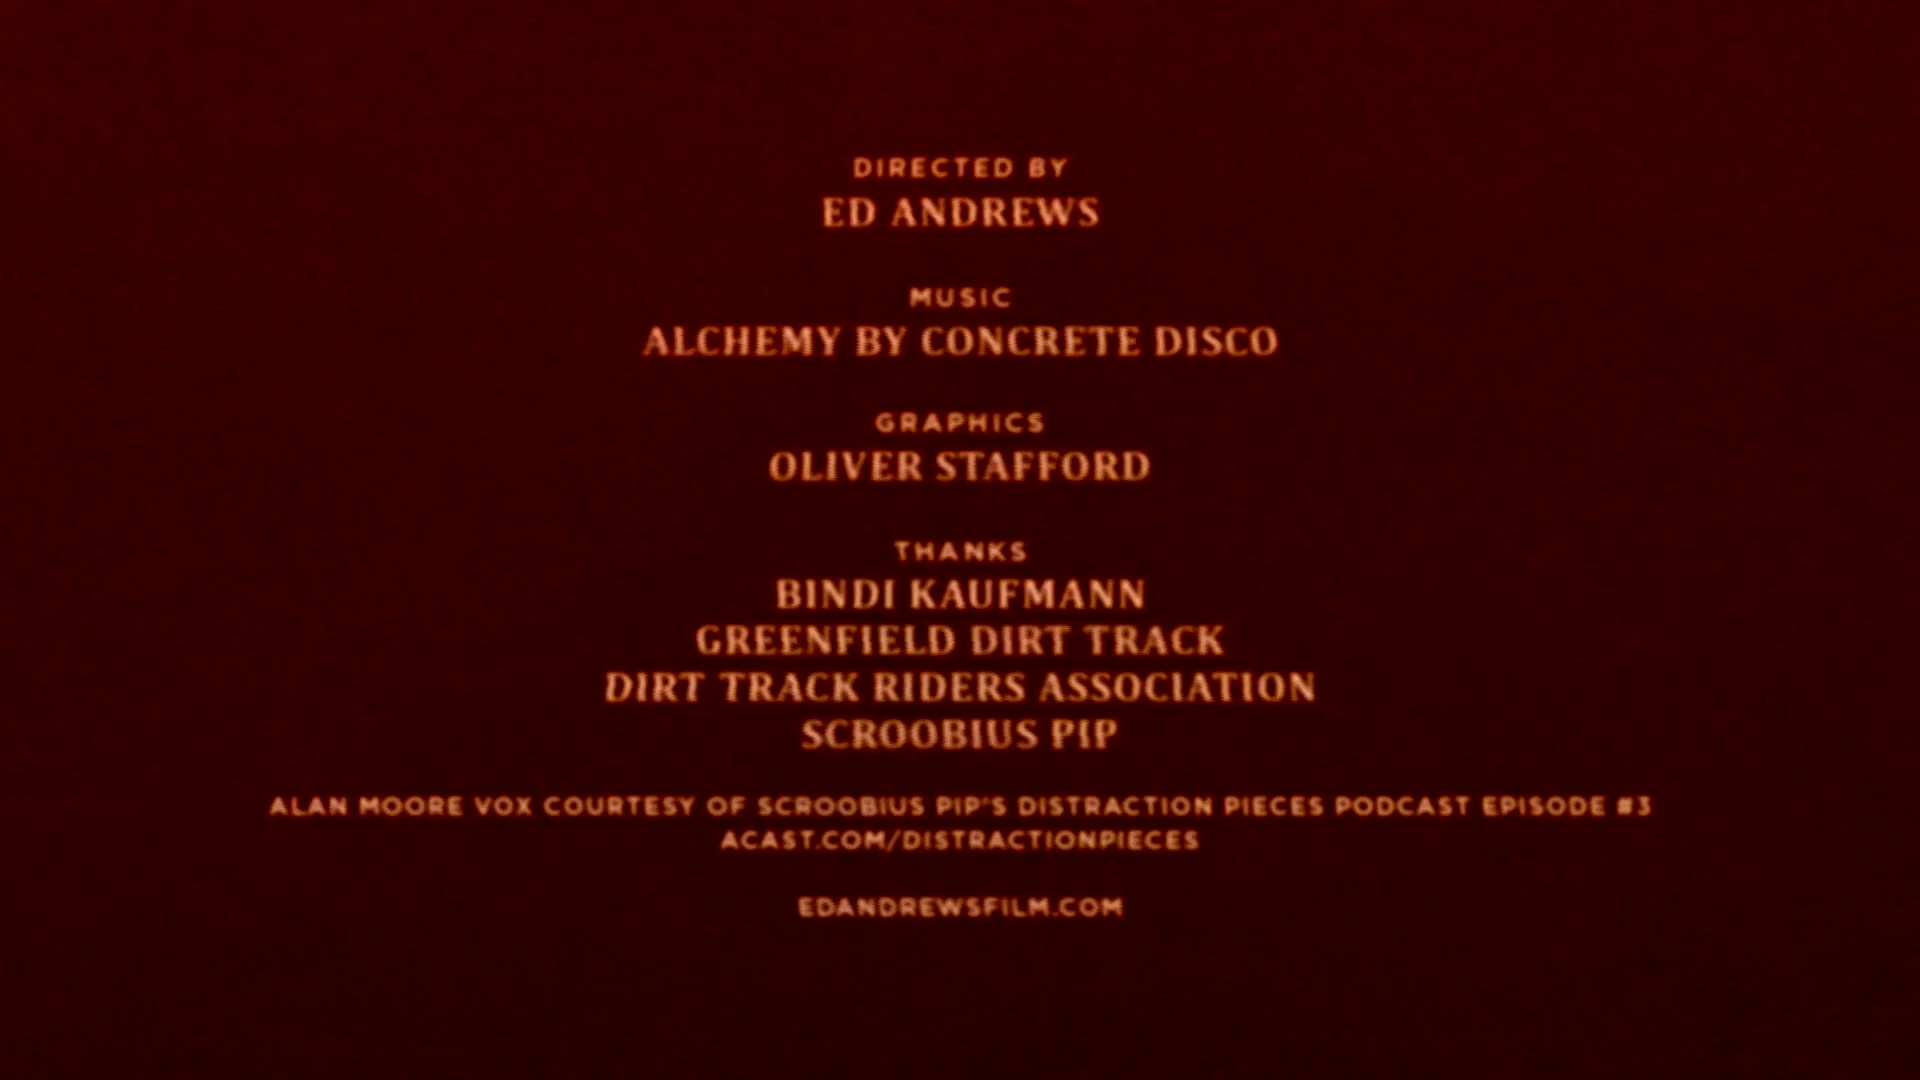 DIRECTED BY
ED ANDREWS
MUSIC
ALCHEMY BY CONCRETE DISCO
GRAPHICS
OLIVER STAFFORD
THANKS
BINDI KAUFMANN
GREENFIELD DIRT TRACK
DIRT TRACK RIDERS ASSOCIATION
SCROOBIUS PIP
ALAN MOORE VOX COURTESY OF SCROOBIUS PIP'S DISTRACTION PIECES PODCAST EPISODE #3
ACAST.COM/DISTRACTIONPIECES
EDANDREWSFILM.COM